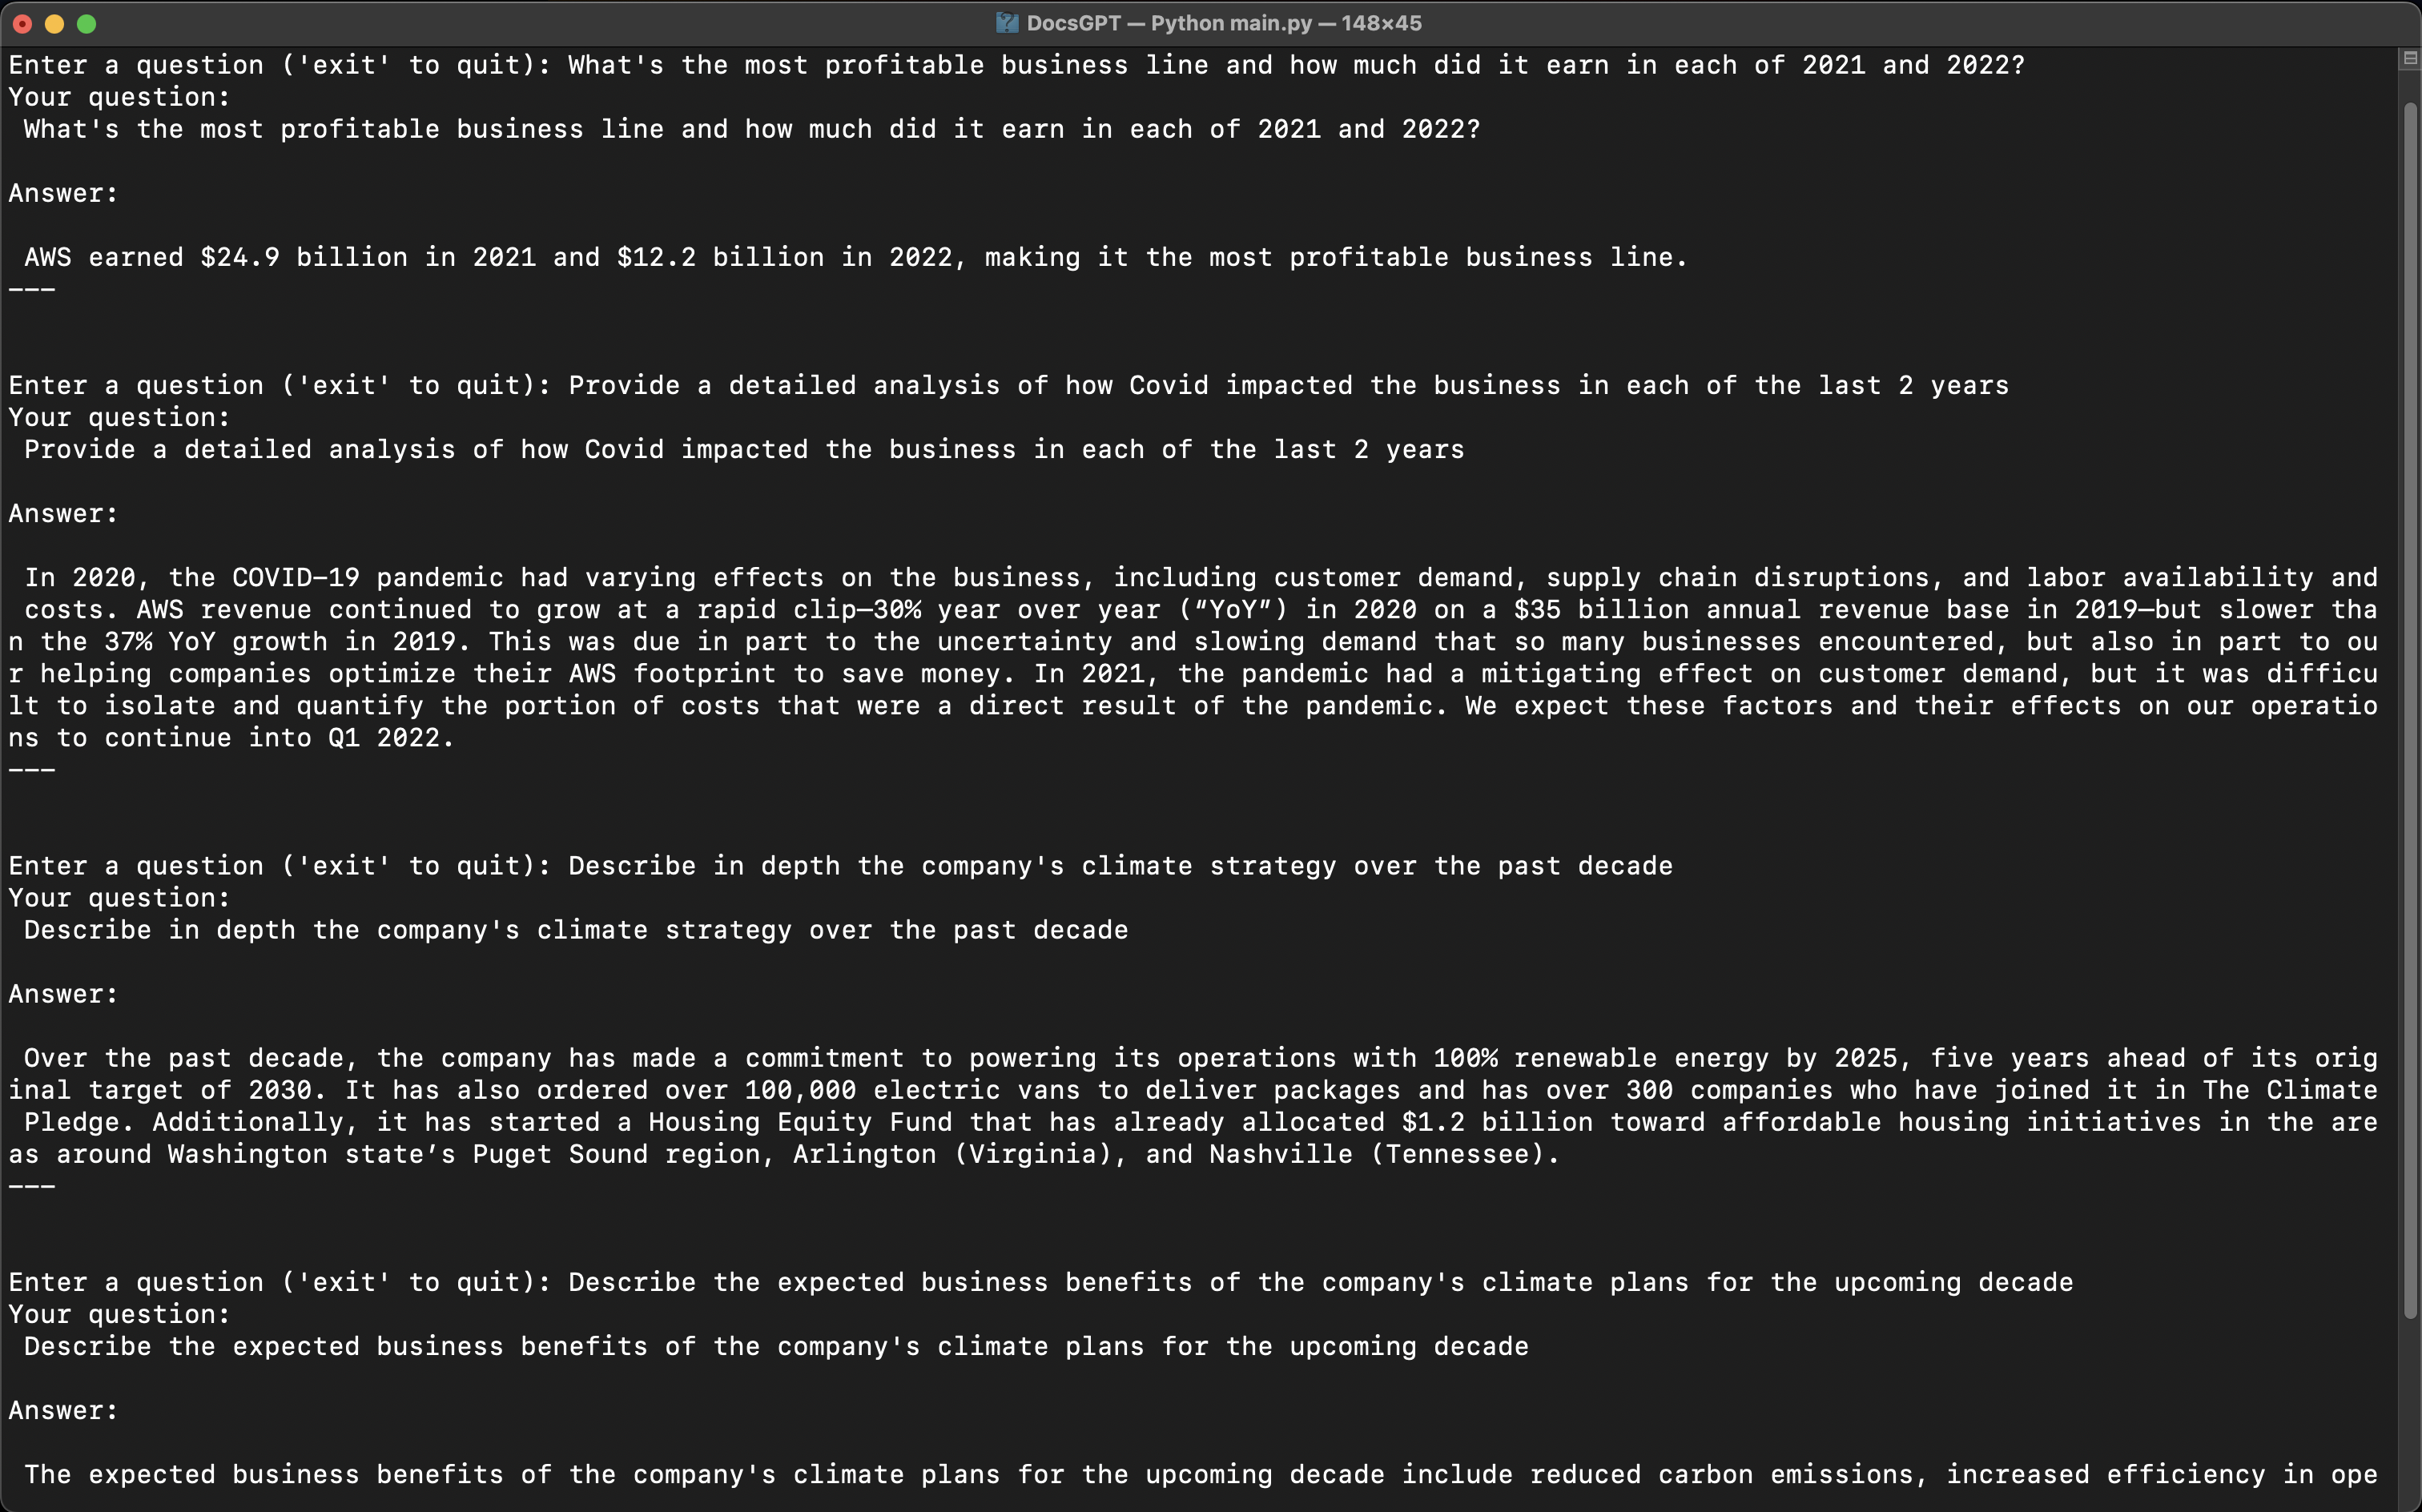 DocsGPT — Python main.py — 148×45
Enter a question ('exit' to quit): What's the most profitable business line and how much did it earn in each of 2021 and 2022?
Your question:
What's the most profitable business line and how much did it earn in each of 2021 and 2022?
Answer:
AWS earned $24.9 billion in 2021 and $12.2 billion in 2022, making it the most profitable business line.
---
Enter a question ('exit' to quit): Provide a detailed analysis of how Covid impacted the business in each of the last 2 years
Your question:
Provide a detailed analysis of how Covid impacted the business in each of the last 2 years
Answer:
In 2020, the COVID-19 pandemic had varying effects on the business, including customer demand, supply chain disruptions, and labor availability and
costs. AWS revenue continued to grow at a rapid clip—30% year over year (“YoY”) in 2020 on a $35 billion annual revenue base in 2019—but slower tha
n the 37% YoY growth in 2019. This was due in part to the uncertainty and slowing demand that so many businesses encountered, but also in part to ou
r helping companies optimize their AWS footprint to save money. In 2021, the pandemic had a mitigating effect on customer demand, but it was difficu
lt to isolate and quantify the portion of costs that were a direct result of the pandemic. We expect these factors and their effects on our operatio
ns to continue into Q1 2022.
---
Enter a question ('exit' to quit): Describe in depth the company's climate strategy over the past decade
Your question:
Describe in depth the company's climate strategy over the past decade
Answer:
Over the past decade, the company has made a commitment to powering its operations with 100% renewable energy by 2025, five years ahead of its orig
inal target of 2030. It has also ordered over 100,000 electric vans to deliver packages and has over 300 companies who have joined it in The Climate
Pledge. Additionally, it has started a Housing Equity Fund that has already allocated $1.2 billion toward affordable housing initiatives in the are
as around Washington state’s Puget Sound region, Arlington (Virginia), and Nashville (Tennessee).
---
Enter a question ('exit' to quit): Describe the expected business benefits of the company's climate plans for the upcoming decade
Your question:
Describe the expected business benefits of the company's climate plans for the upcoming decade
Answer:
The expected business benefits of the company's climate plans for the upcoming decade include reduced carbon emissions, increased efficiency in ope